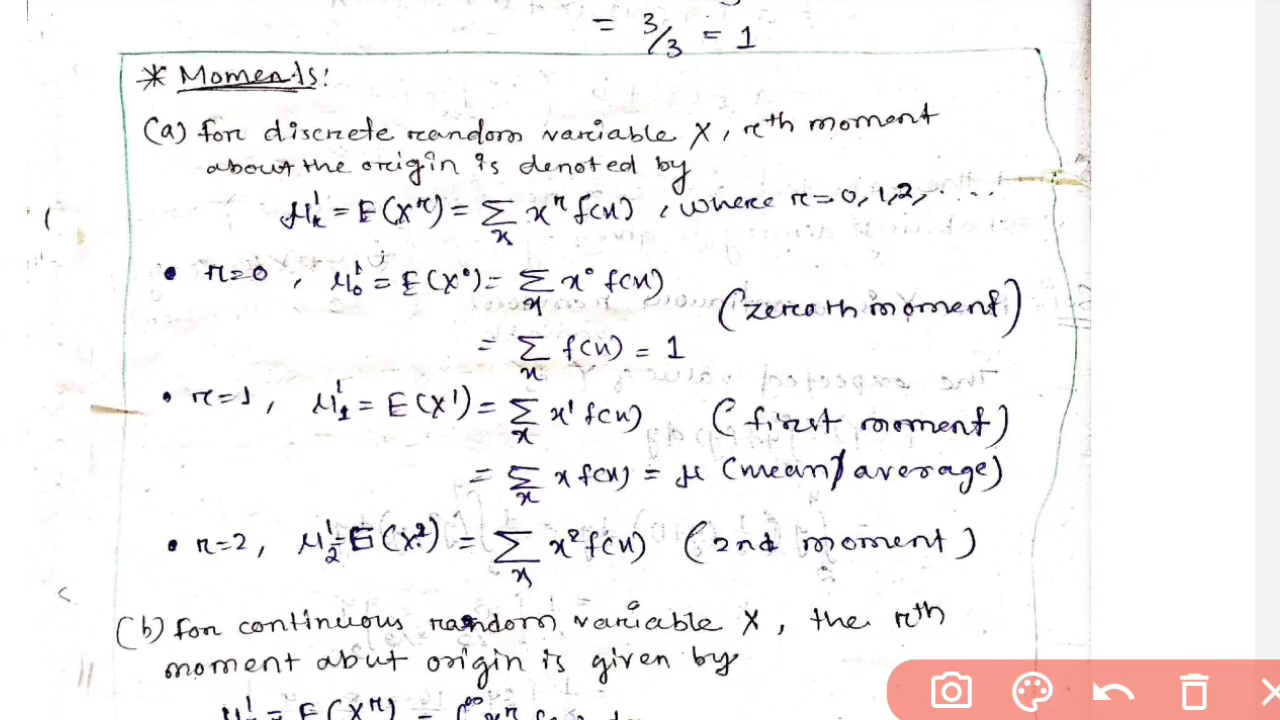 = 3/3 = 1
* Moments:
(a) for discrete random variable X, rth moment
about the origin is denoted by
μ'r = E(X^r) = Σx x^r f(x), where r=0,1,2,....
• r=0, μ'0 = E(X^0) = Σx x^0 f(x) (zeroth moment)
= Σx f(x) = 1
• r=1, μ'1 = E(X^1) = Σx x^1 f(x) (first moment)
= Σx x f(x) = μ (mean/average)
• r=2, μ'2 = E(X^2) = Σx x^2 f(x) (2nd moment)
(b) for continuous random variable X, the rth
moment abut origin is given by
μ'r = E(X^r) =